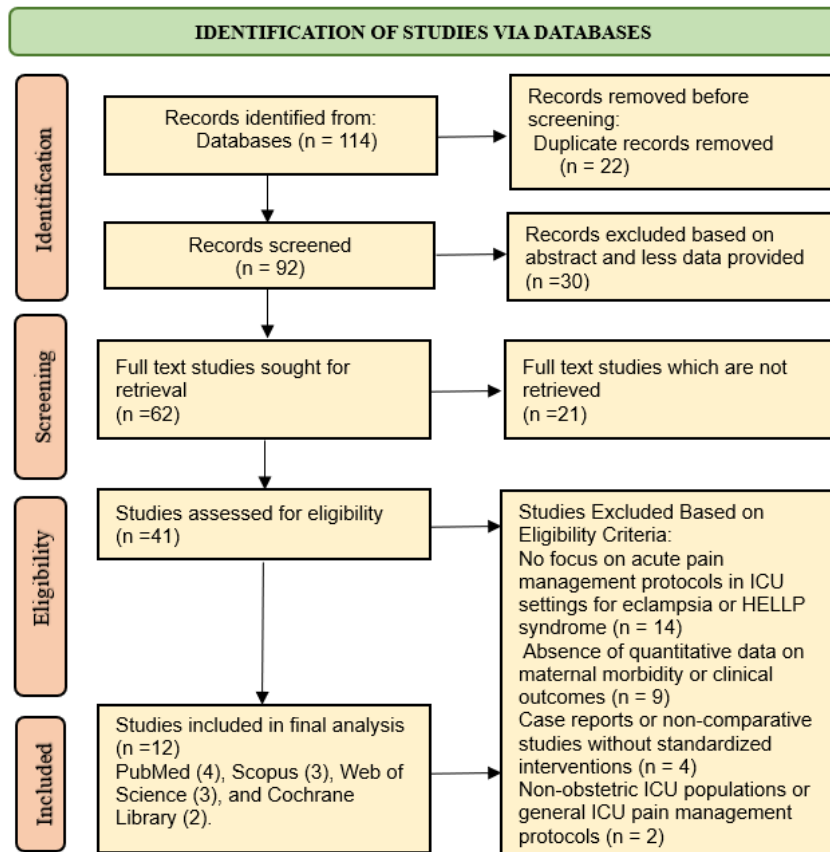 IDENTIFICATION OF STUDIES VIA DATABASES
Identification
Records identified from:
Databases (n = 114)
Records removed before
screening:
Duplicate records removed
(n = 22)
Records screened
(n = 92)
Records excluded based on
abstract and less data provided
(n =30)
Screening
Full text studies sought for
retrieval
(n =62)
Full text studies which are not
retrieved
(n =21)
Eligibility
Studies assessed for eligibility
(n =41)
Studies Excluded Based on
Eligibility Criteria:
No focus on acute pain
management protocols in ICU
settings for eclampsia or HELLP
syndrome (n = 14)
Absence of quantitative data on
maternal morbidity or clinical
outcomes (n = 9)
Case reports or non-comparative
studies without standardized
interventions (n = 4)
Non-obstetric ICU populations or
general ICU pain management
protocols (n = 2)
Included
Studies included in final analysis
(n =12)
PubMed (4), Scopus (3), Web of
Science (3), and Cochrane
Library (2).